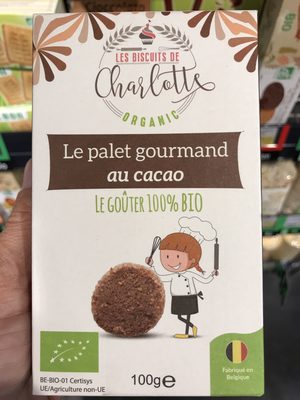 LES BISCUITS DE
Charlotte
ORGANIC
Le palet gourmand
au cacao
LE GOÛTER 100% BIO
BE-BIO-01 Certisys
UE/Agriculture non-UE
100g℮
Fabriqué en
Belgique